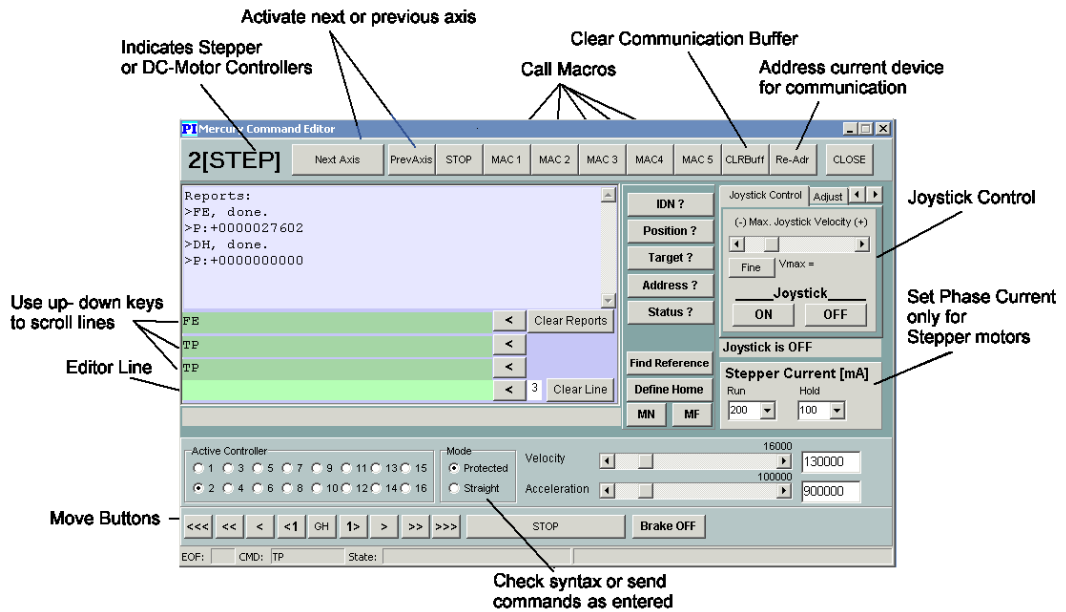 Activate next or previous axis
Indicates Stepper
or DC-Motor Controllers
Clear Communication Buffer
Call Macros
Address current device
for communication
PI Mercury Command Editor
2[STEP] Next Axis PrevAxis STOP MAC 1 MAC 2 MAC 3 MAC4 MAC 5 CLRBuff Re-Adr CLOSE
Reports:
>FE, done.
>P:+0000027602
>DH, done.
>P:+0000000000
IDN ?
Position ?
Target ?
Address ?
Status ?
Find Reference
Define Home
MN MF
Joystick Control Adjust
(-) Max. Joystick Velocity (+)
Fine Vmax =
Joystick
ON OFF
Joystick is OFF
Stepper Current [mA]
Run Hold
200 100
Joystick Control
Set Phase Current
only for
Stepper motors
Use up- down keys
to scroll lines
Editor Line
FE < Clear Reports
TP <
TP <
< 3 Clear Line
Active Controller
1 3 5 7 9 11 13 15
2 4 6 8 10 12 14 16
Mode
Protected
Straight
Velocity 16000 130000
Acceleration 100000 900000
Move Buttons
<<< << < <1 GH 1> > >> >>> STOP Brake OFF
EOF: CMD: TP State:
Check syntax or send
commands as entered